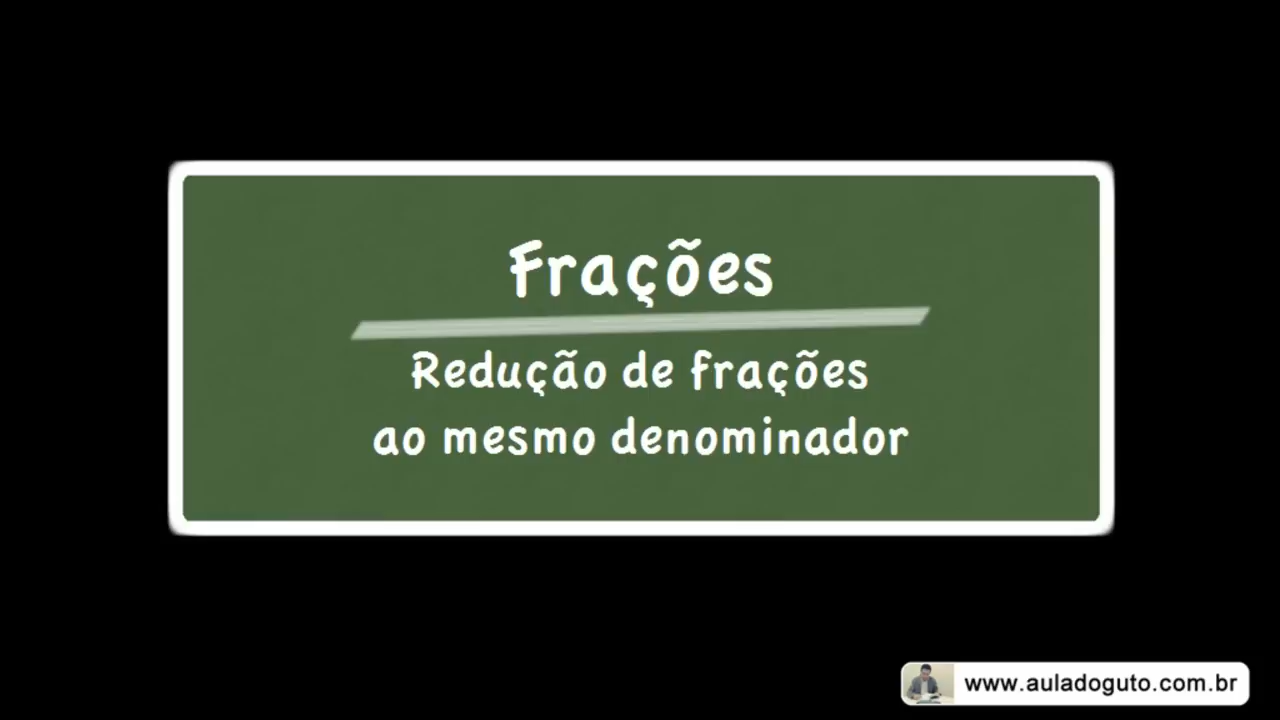 Frações
Redução de frações
ao mesmo denominador
www.auladoguto.com.br